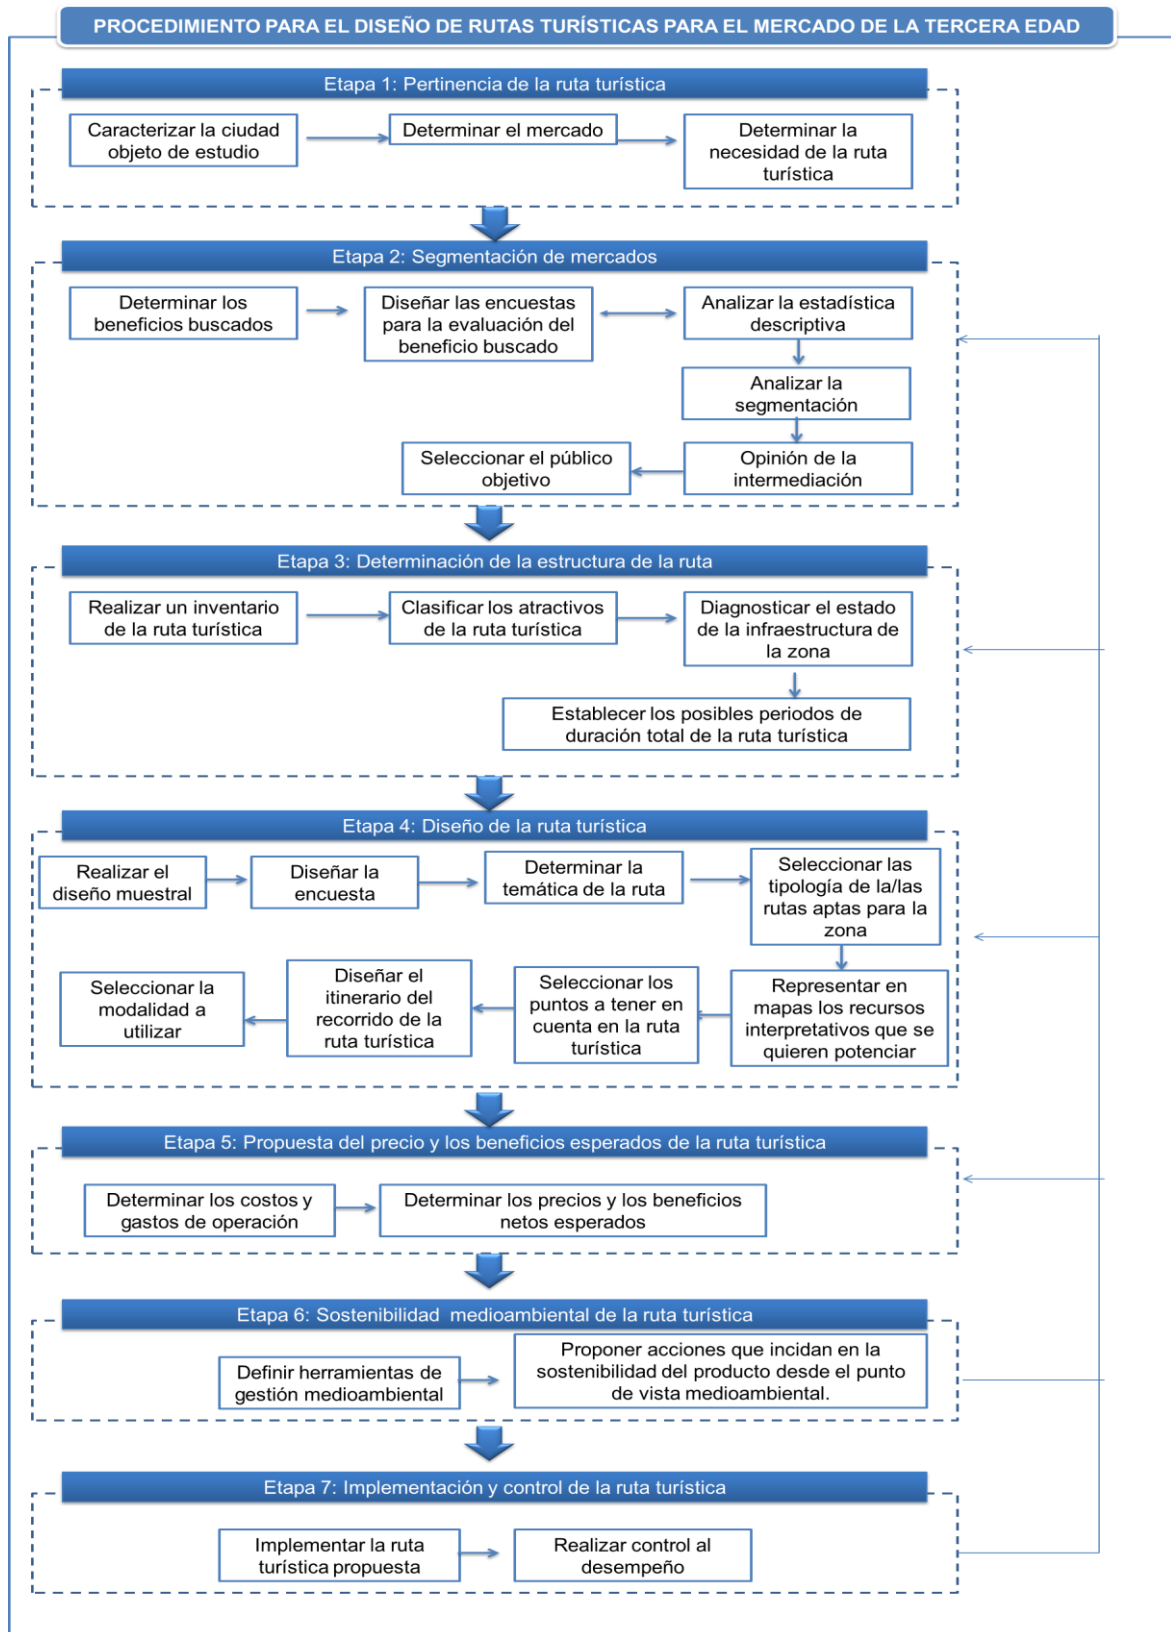 PROCEDIMIENTO PARA EL DISEÑO DE RUTAS TURÍSTICAS PARA EL MERCADO DE LA TERCERA EDAD
Etapa 1: Pertinencia de la ruta turística
Caracterizar la ciudad
objeto de estudio
Determinar el mercado
Determinar la
necesidad de la ruta
turística
Etapa 2: Segmentación de mercados
Determinar los
beneficios buscados
Diseñar las encuestas
para la evaluación del
beneficio buscado
Analizar la estadística
descriptiva
Analizar la
segmentación
Opinión de la
intermediación
Seleccionar el público
objetivo
Etapa 3: Determinación de la estructura de la ruta
Realizar un inventario
de la ruta turística
Clasificar los atractivos
de la ruta turística
Diagnosticar el estado
de la infraestructura de
la zona
Establecer los posibles periodos de
duración total de la ruta turística
Etapa 4: Diseño de la ruta turística
Realizar el
diseño muestral
Diseñar la
encuesta
Determinar la
temática de la ruta
Seleccionar las
tipología de la/las
rutas aptas para la
zona
Representar en
mapas los recursos
interpretativos que se
quieren potenciar
Seleccionar los
puntos a tener en
cuenta en la ruta
turística
Diseñar el
itinerario del
recorrido de la
ruta turística
Seleccionar la
modalidad a
utilizar
Etapa 5: Propuesta del precio y los beneficios esperados de la ruta turística
Determinar los costos y
gastos de operación
Determinar los precios y los beneficios
netos esperados
Etapa 6: Sostenibilidad medioambiental de la ruta turística
Definir herramientas de
gestión medioambiental
Proponer acciones que incidan en la
sostenibilidad del producto desde el punto
de vista medioambiental.
Etapa 7: Implementación y control de la ruta turística
Implementar la ruta
turística propuesta
Realizar control al
desempeño